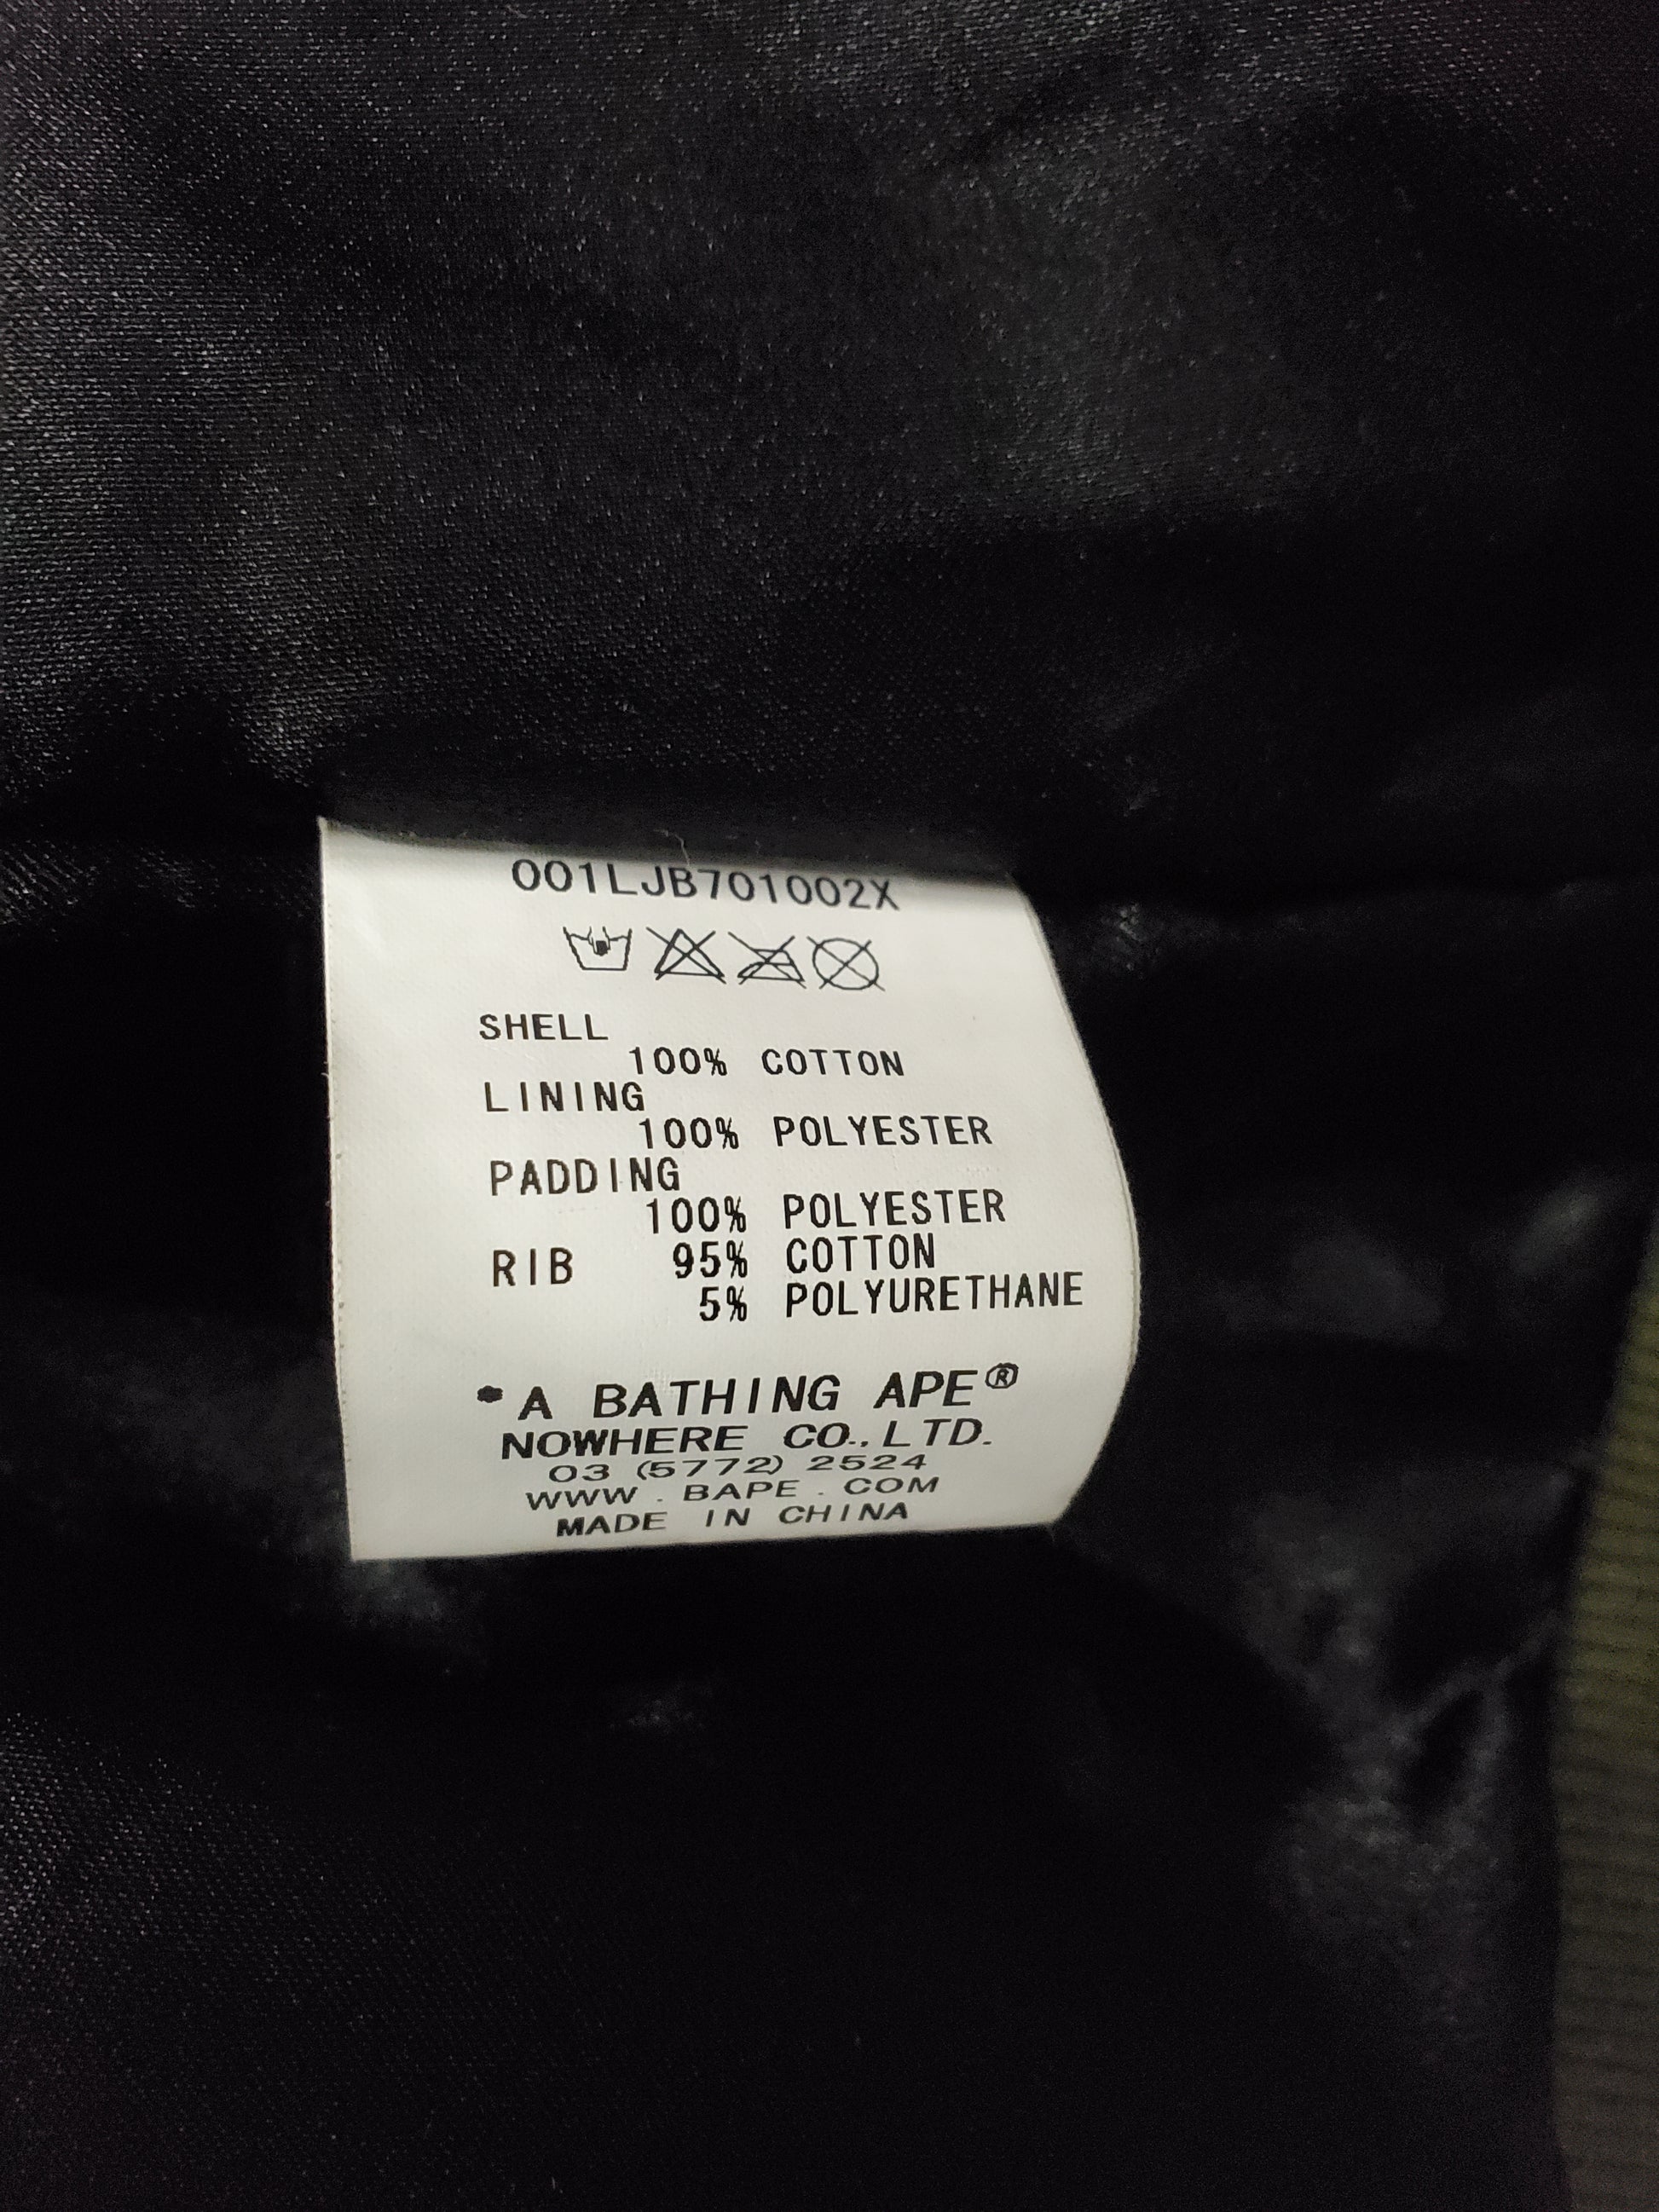 001LJB701002X
SHELL
100% COTTON
LINING
100% POLYESTER
PADDING
100% POLYESTER
RIB 95% COTTON
5% POLYURETHANE
A BATHING APE®
NOWHERE CO., LTD.
03 (5772) 2524
WWW . BAPE . COM
MADE IN CHINA